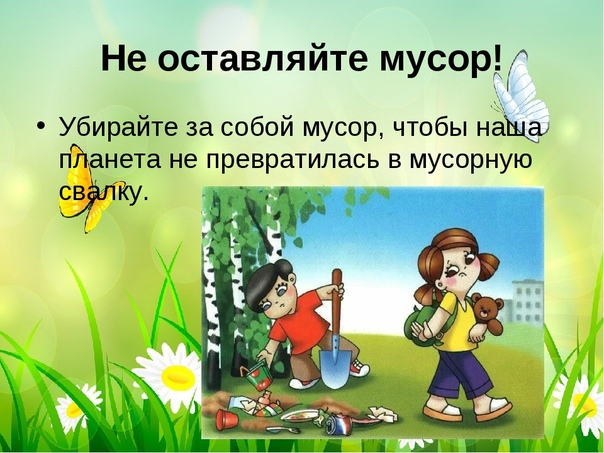 Не оставляйте мусор!
• Убирайте за собой мусор, чтобы наша
планета не превратилась в мусорную
свалку.